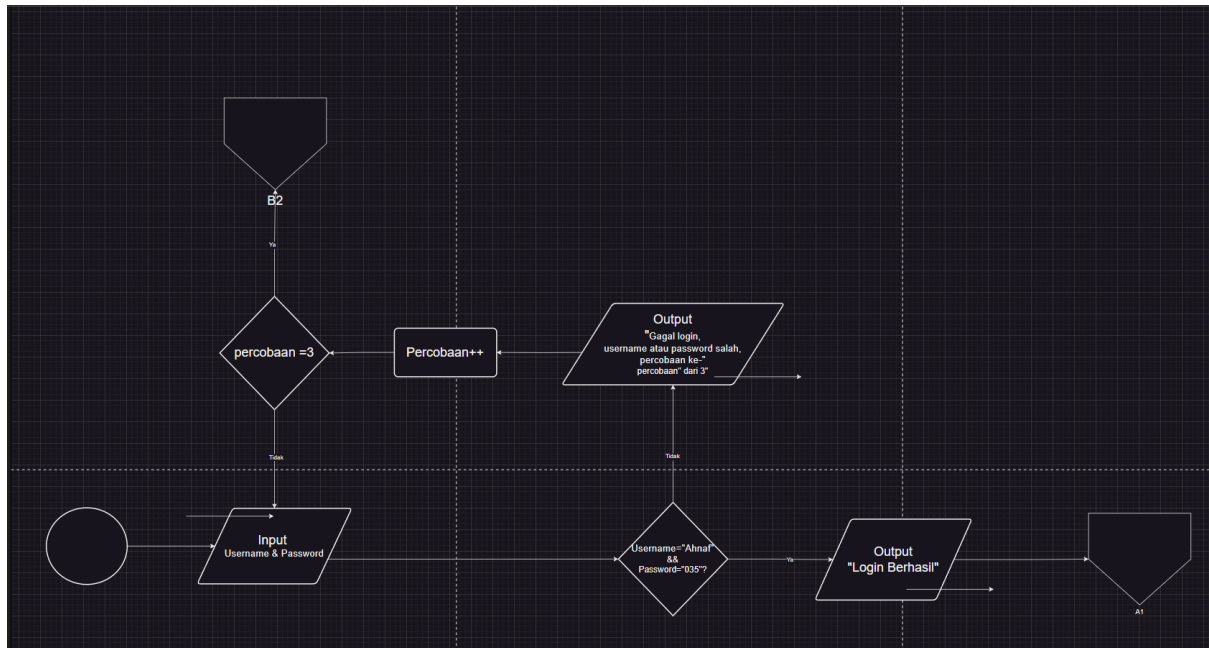 B2
Ya
percobaan =3
Percobaan++
Output
"Gagal login,
username atau password salah,
percobaan ke-"
percobaan" dari 3"
Tidak
Tidak
Input
Username & Password
Username="Ahnaf"
&&
Password="035"?
Ya
Output
"Login Berhasil"
A1